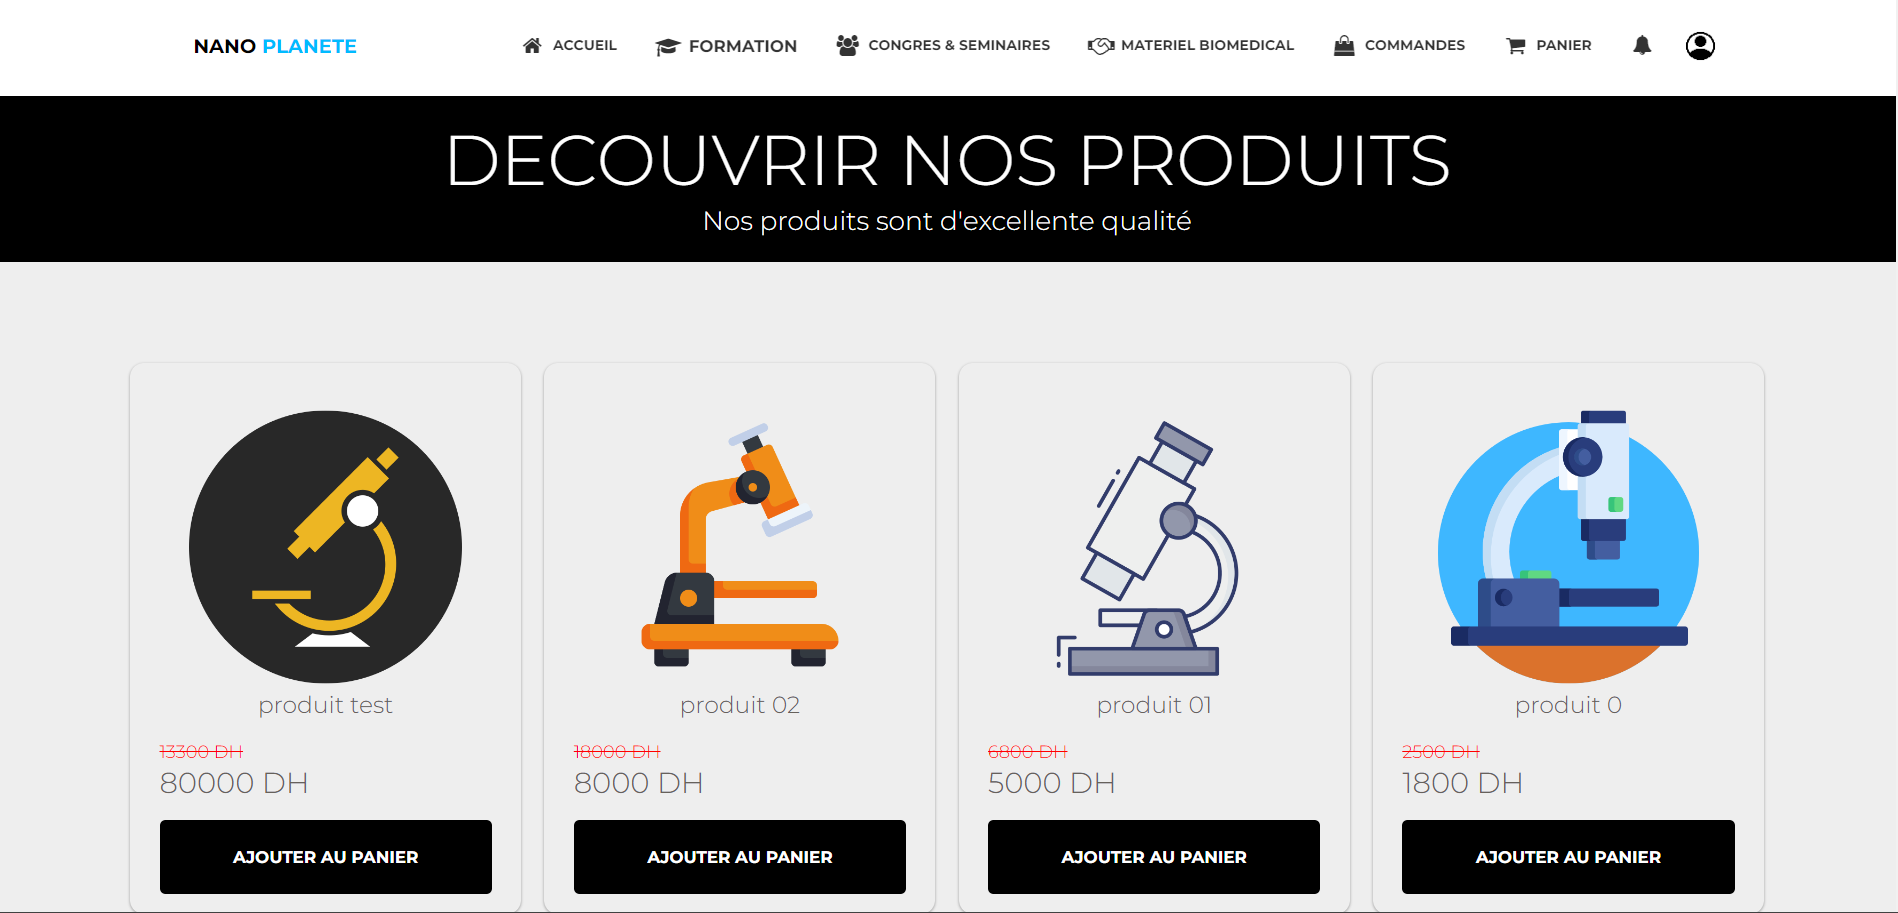 NANO PLANETE
ACCUEIL
FORMATION
CONGRES & SEMINAIRES
MATERIEL BIOMEDICAL
COMMANDES
PANIER
DECOUVRIR NOS PRODUITS
Nos produits sont d'excellente qualité
produit test
13300 DH
80000 DH
AJOUTER AU PANIER
produit 02
18000 DH
8000 DH
AJOUTER AU PANIER
produit 01
6800 DH
5000 DH
AJOUTER AU PANIER
produit 0
2500 DH
1800 DH
AJOUTER AU PANIER